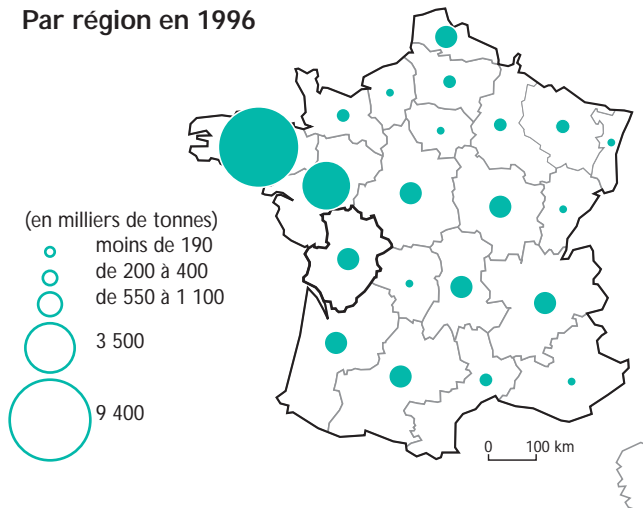 Par région en 1996
(en milliers de tonnes)
moins de 190
de 200 à 400
de 550 à 1 100
3 500
9 400
0 100 km